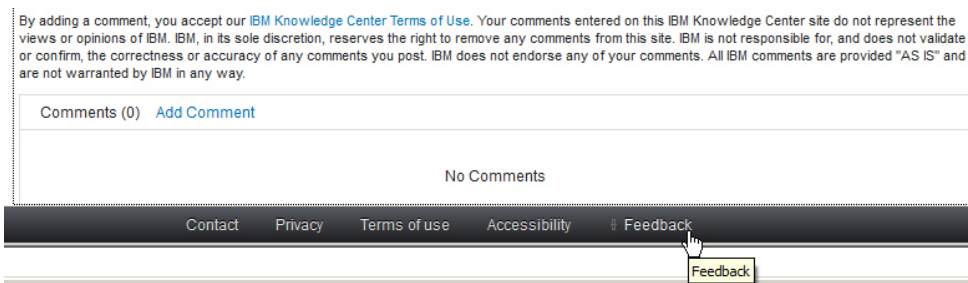 By adding a comment, you accept our IBM Knowledge Center Terms of Use. Your comments entered on this IBM Knowledge Center site do not represent the
views or opinions of IBM. IBM, in its sole discretion, reserves the right to remove any comments from this site. IBM is not responsible for, and does not validate
or confirm, the correctness or accuracy of any comments you post. IBM does not endorse any of your comments. All IBM comments are provided "AS IS" and
are not warranted by IBM in any way.
Comments (0) Add Comment
No Comments
Contact Privacy Terms of use Accessibility Feedback
Feedback